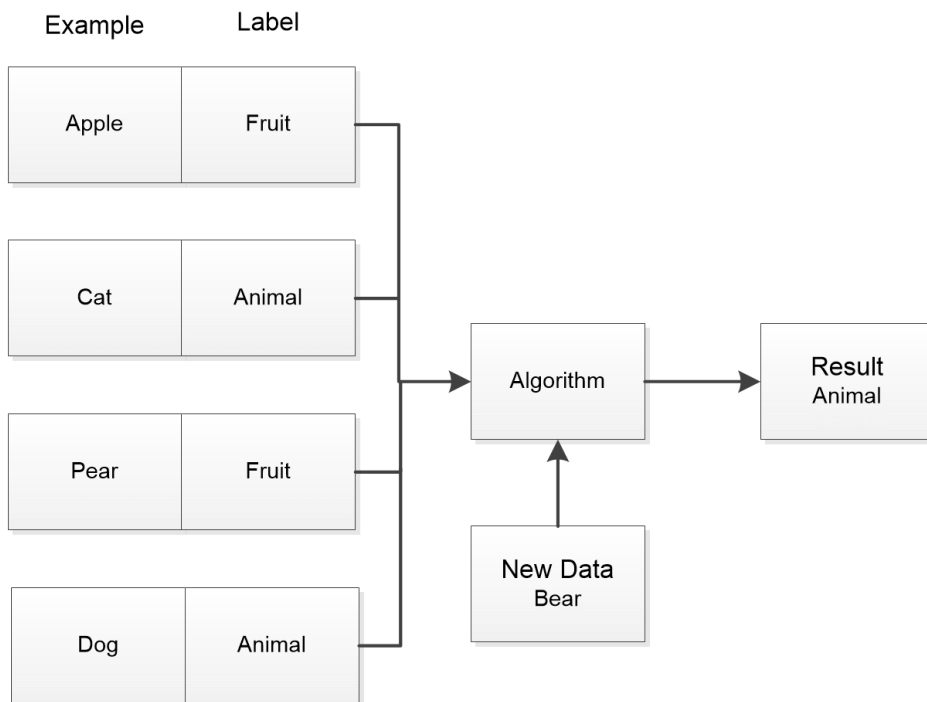 Example
Label
Apple
Fruit
Cat
Animal
Pear
Fruit
Dog
Animal
Algorithm
New Data
Bear
Result
Animal